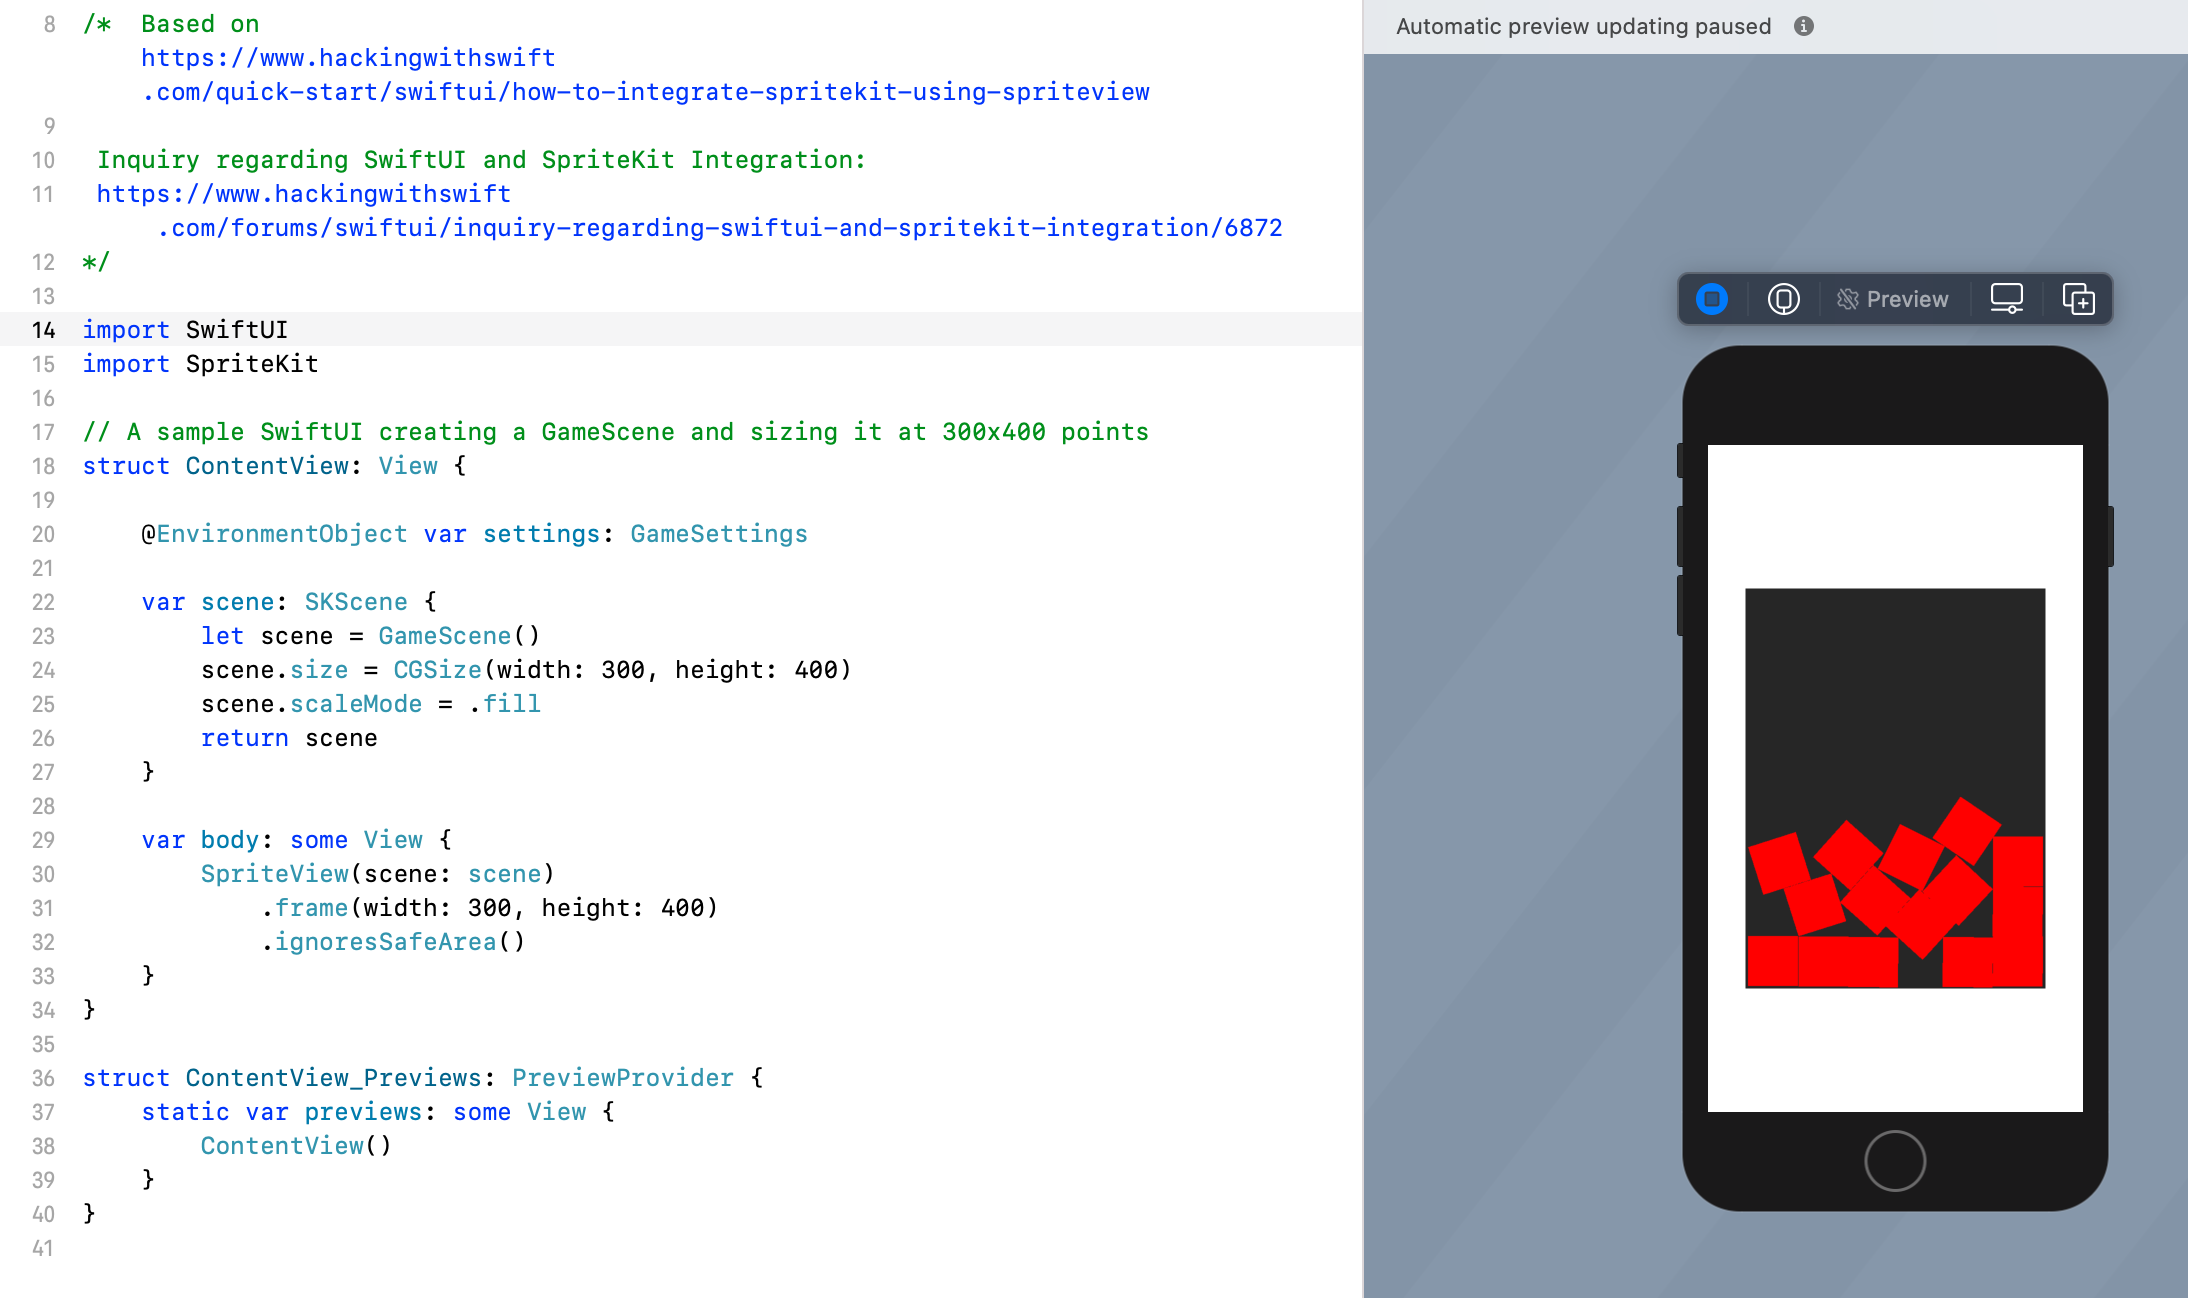 8 /*  Based on
https://www.hackingwithswift
.com/quick-start/swiftui/how-to-integrate-spritekit-using-spriteview
9
10  Inquiry regarding SwiftUI and SpriteKit Integration:
11  https://www.hackingwithswift
.com/forums/swiftui/inquiry-regarding-swiftui-and-spritekit-integration/6872
12 */
13
14 import SwiftUI
15 import SpriteKit
16
17 // A sample SwiftUI creating a GameScene and sizing it at 300x400 points
18 struct ContentView: View {
19
20     @EnvironmentObject var settings: GameSettings
21
22     var scene: SKScene {
23         let scene = GameScene()
24         scene.size = CGSize(width: 300, height: 400)
25         scene.scaleMode = .fill
26         return scene
27     }
28
29     var body: some View {
30         SpriteView(scene: scene)
31             .frame(width: 300, height: 400)
32             .ignoresSafeArea()
33     }
34 }
35
36 struct ContentView_Previews: PreviewProvider {
37     static var previews: some View {
38         ContentView()
39     }
40 }
41
Automatic preview updating paused
Preview